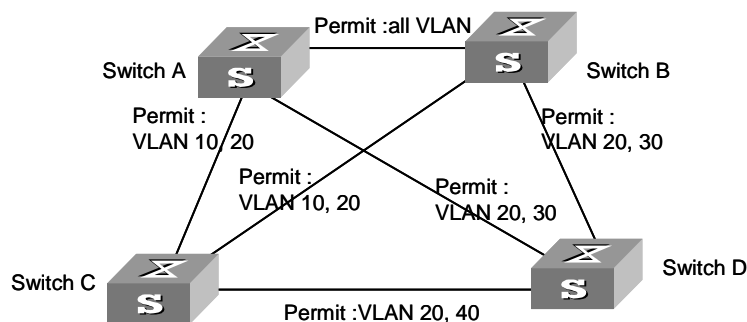 Permit :all VLAN
S
S
Switch A
Switch B
Permit :
VLAN 10, 20
Permit :
VLAN 20, 30
Permit :
VLAN 10, 20
Permit :
VLAN 20, 30
Switch C
S
S
Switch D
Permit :VLAN 20, 40